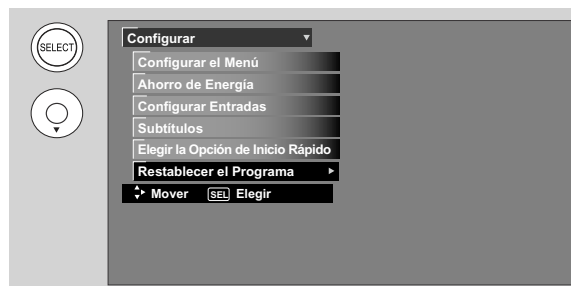 SELECT
Configurar
Configurar el Menú
Ahorro de Energía
Configurar Entradas
Subtítulos
Elegir la Opción de Inicio Rápido
Restablecer el Programa
Mover SEL Elegir